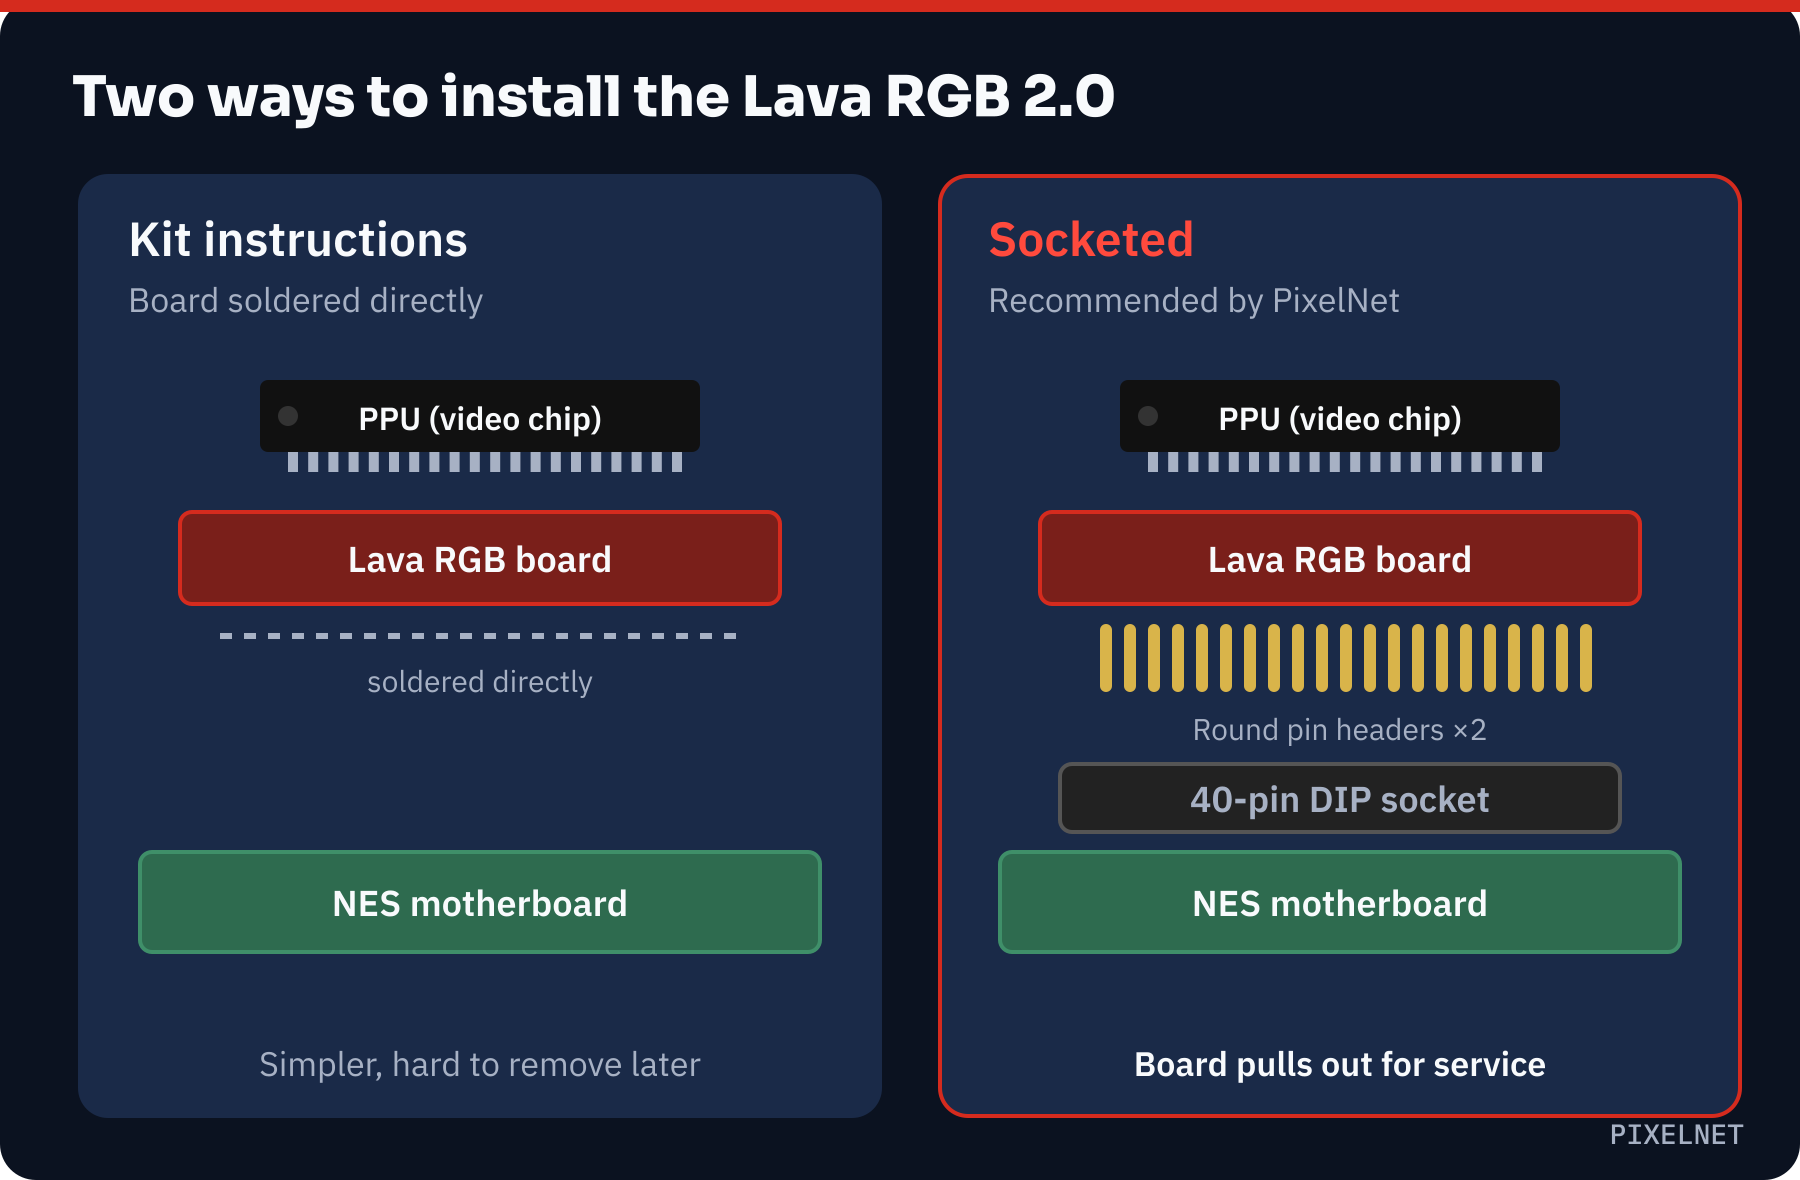 Two ways to install the Lava RGB 2.0
Kit instructions
Board soldered directly
PPU (video chip)
Lava RGB board
soldered directly
NES motherboard
Simpler, hard to remove later
Socketed
Recommended by PixelNet
PPU (video chip)
Lava RGB board
Round pin headers ×2
40-pin DIP socket
NES motherboard
Board pulls out for service
PIXELNET